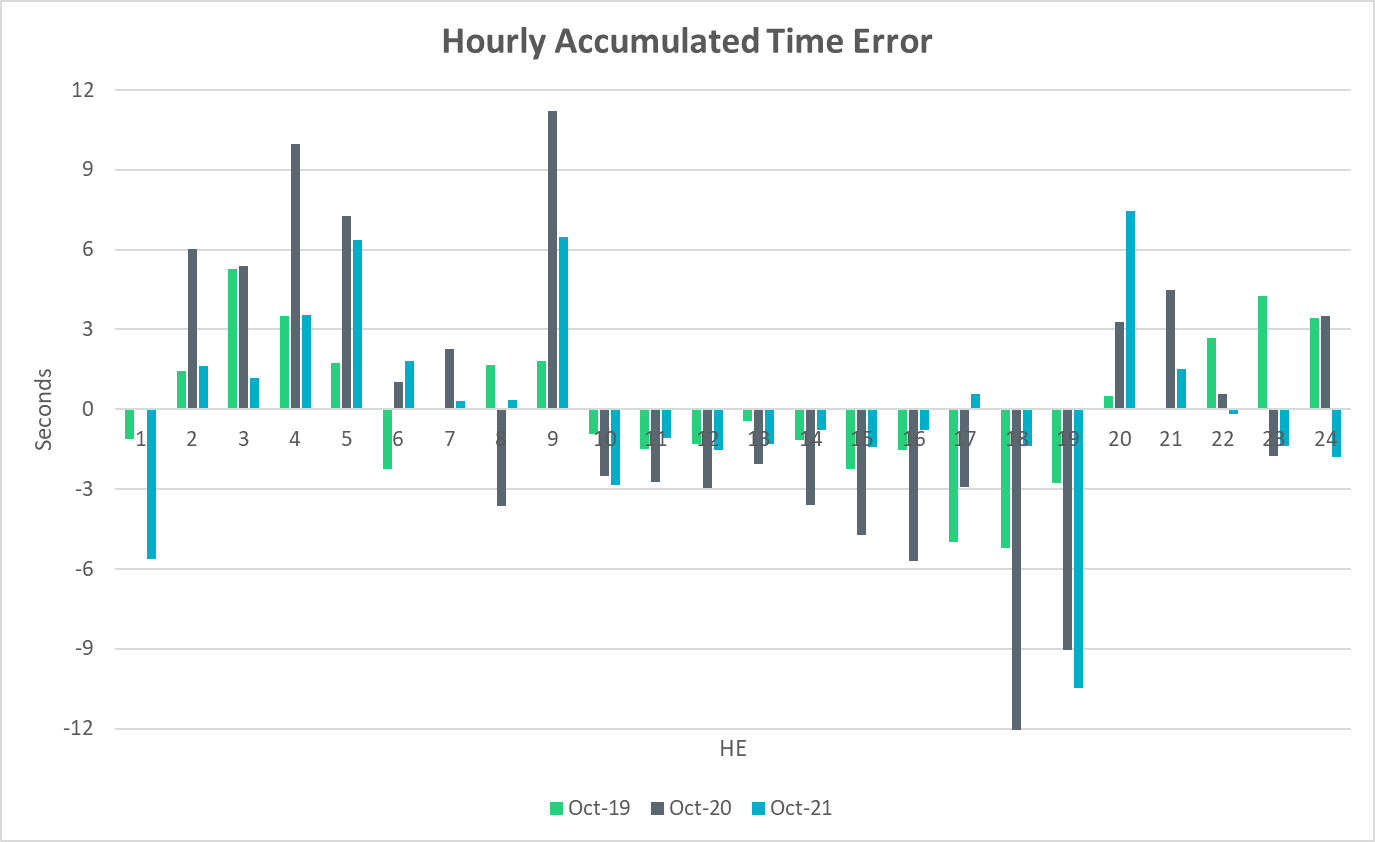 Hourly Accumulated Time Error
12
9
6
3
0
-3
-6
-9
-12
Seconds
1 2 3 4 5 6 7 8 9 10 11 12 13 14 15 16 17 18 19 20 21 22 23 24
HE
Oct-19 Oct-20 Oct-21